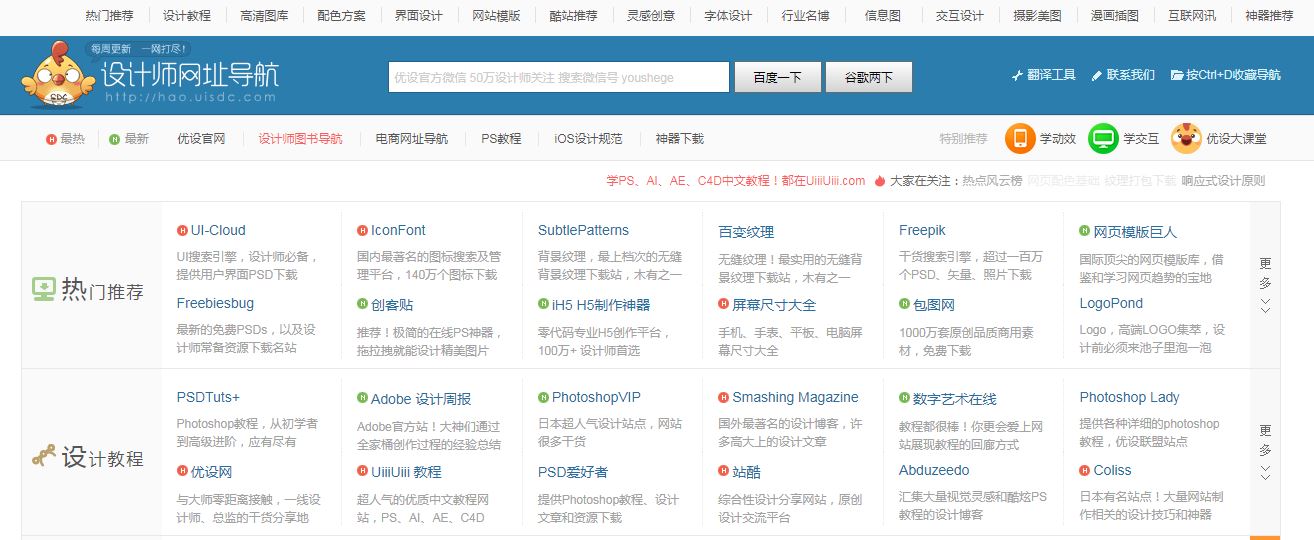 热门推荐 设计教程 高清图库 配色方案 界面设计 网站模版 酷站推荐 灵感创意 字体设计 行业名博 信息图 交互设计 摄影美图 漫画插图 互联网讯 神器推荐
每周更新 一网打尽!
设计师网址导航
http://hao.uisdc.com
优设官方微信 50万设计师关注 搜索微信号 youshege
百度一下 谷歌两下
翻译工具 联系我们 按Ctrl+D收藏导航
H 最热 N 最新 优设官网 设计师图书导航 电商网址导航 PS教程 iOS设计规范 神器下载 特别推荐 学动效 学交互 优设大课堂
学PS、AI、AE、C4D中文教程！都在UiiiUiii.com 大家在关注：热点风云榜 网页配色基础 纹理打包下载 响应式设计原则
热门推荐
H UI-Cloud H IconFont SubtlePatterns 百变纹理 Freepik N 网页模版巨人
UI搜索引擎，设计师必备，
提供用户界面PSD下载
国内最著名的图标搜索及管
理平台，140万个图标下载
背景纹理，最上档次的无缝
背景纹理下载站，木有之一
无缝纹理！最实用的无缝背
景纹理下载站，木有之一
干货搜索引擎，超过一百万
个PSD、矢量、照片下载
国际顶尖的网页模版库，借
鉴和学习网页趋势的宝地
Freebiesbug N 创客贴 N iH5 H5制作神器 H 屏幕尺寸大全 N 包图网 LogoPond
最新的免费PSDs，以及设
计师常备资源下载名站
推荐！极简的在线PS神器，
拖拉拽就能设计精美图片
零代码专业H5创作平台，
100万+ 设计师首选
手机、手表、平板、电脑屏
幕尺寸大全
1000万套原创品质商用素
材，免费下载
Logo，高端LOGO集萃，设
计前必须来池子里泡一泡
更
多
设计教程
PSDTuts+ N Adobe 设计周报 N PhotoshopVIP H Smashing Magazine N 数字艺术在线 Photoshop Lady
Photoshop教程，从初学者
到高级进阶，应有尽有
Adobe官方站！大神们通过
全家桶创作过程的经验总结
日本超人气设计站点，网站
很多干货
国外最著名的设计博客，许
多高大上的设计文章
教程都很棒！你更会爱上网
站展现教程的回廊方式
提供各种详细的photoshop
教程，优设联盟站点
H 优设网 H UiiiUiii 教程 PSD爱好者 H 站酷 Abduzeedo H Coliss
与大师零距离接触，一线设
计师、总监的干货分享地
超人气的优质中文教程网
站，PS、AI、AE、C4D
提供Photoshop教程、设计
文章和资源下载
综合性设计分享网站，原创
设计交流平台
汇集大量视觉灵感和酷炫PS
教程的设计博客
日本有名站点！大量网站制
作相关的设计技巧和神器
更
多